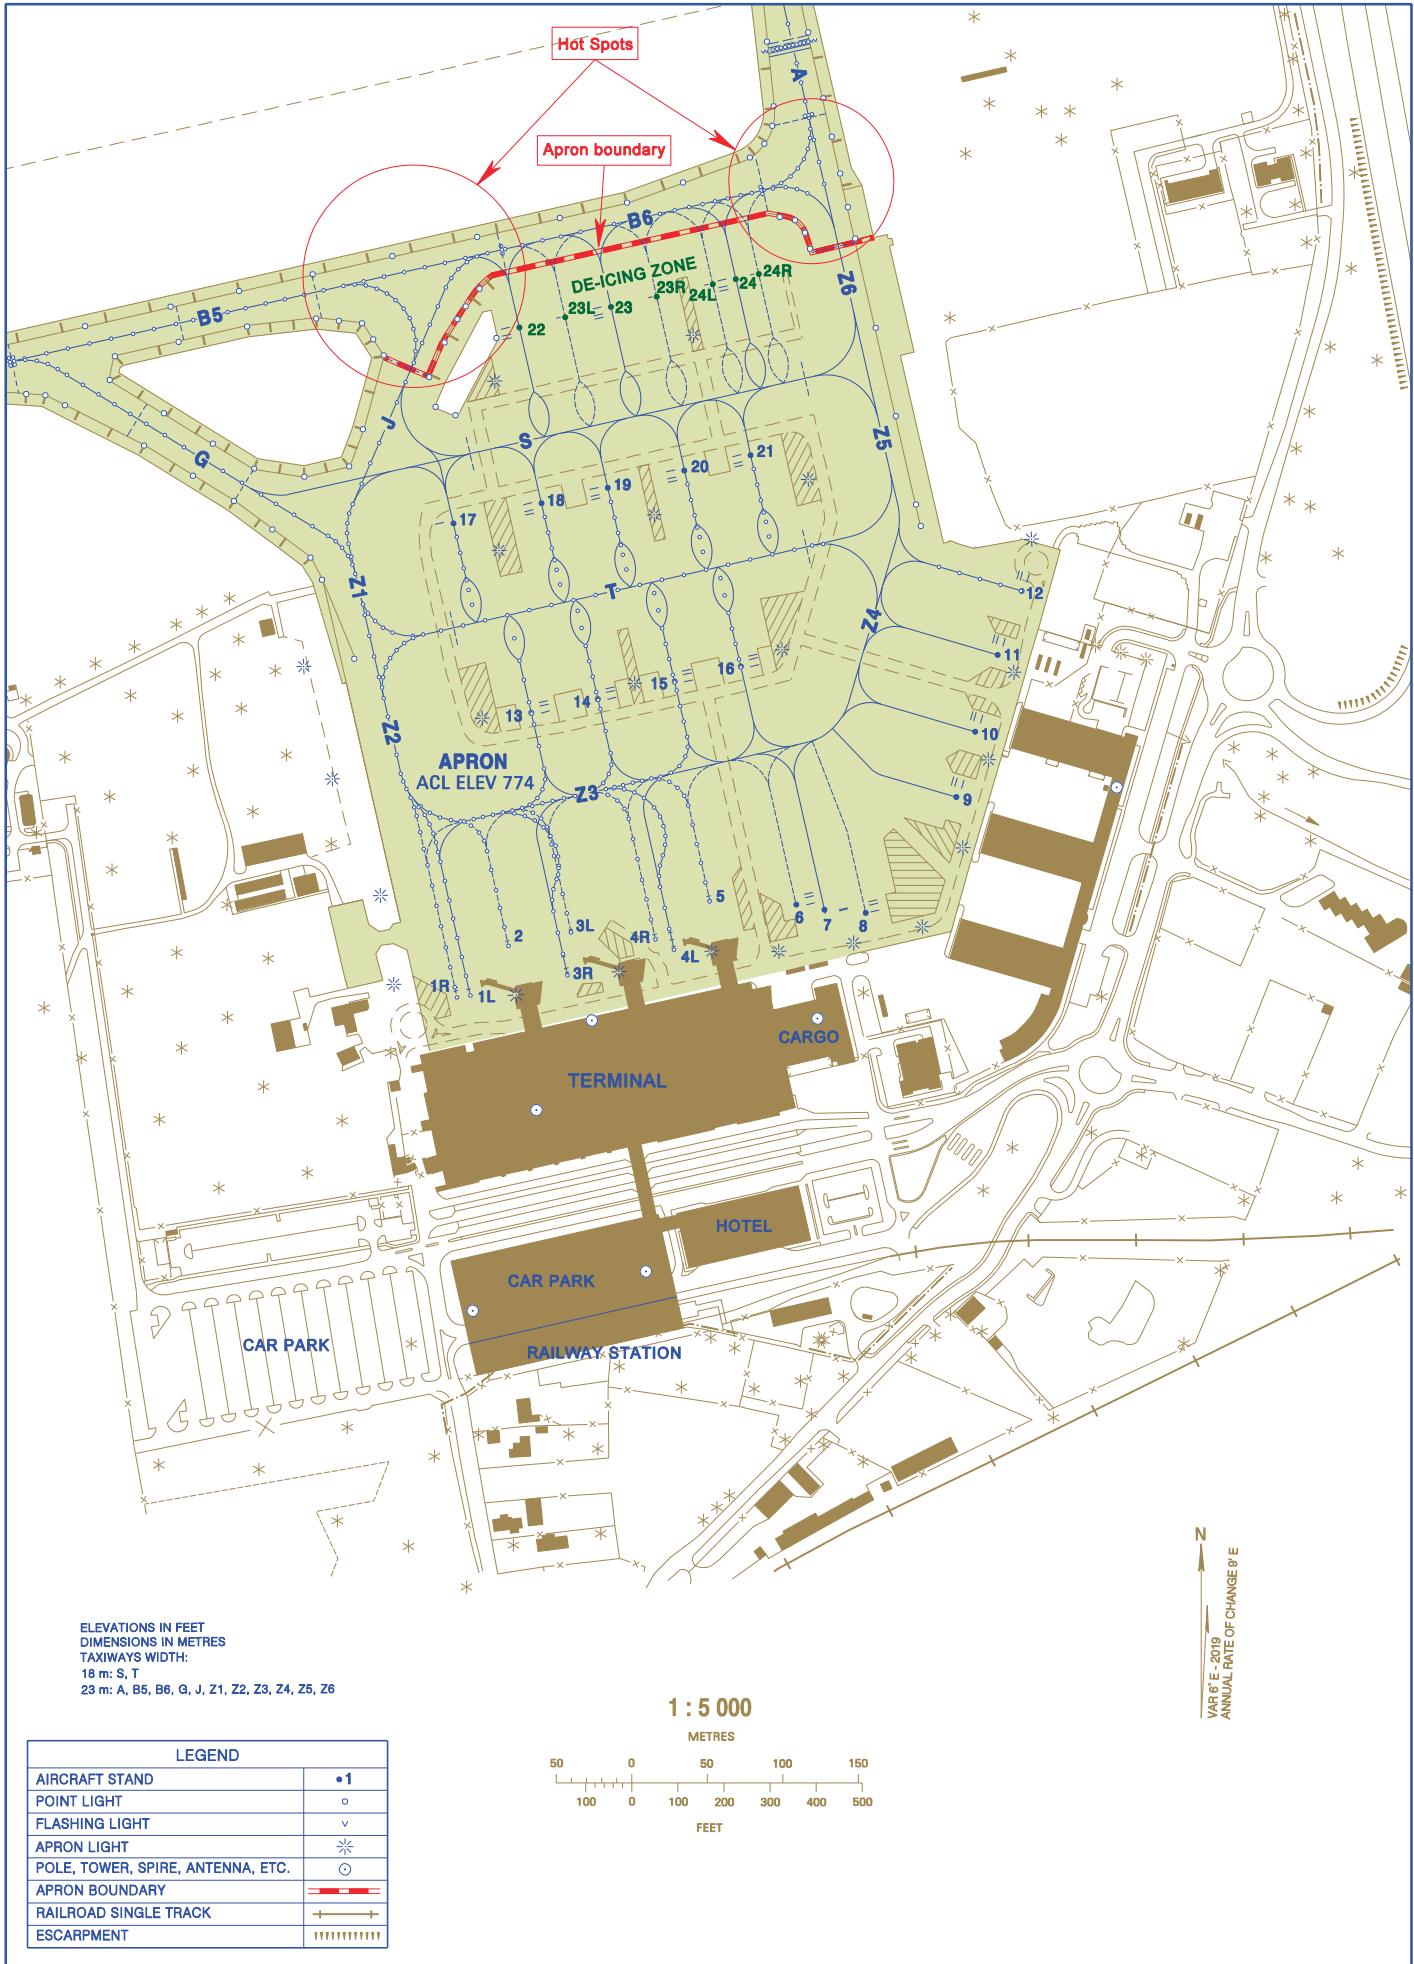 Hot Spots
A
Apron boundary
B6
DE-ICING ZONE
24R
24
23R
24L
Z6
23L
23
B5
22
J
S
Z5
21
20
G
19
18
17
Z1
T
12
Z4
11
16
15
14
13
10
Z2
APRON
ACL ELEV 774
Z3
9
5
6
7
8
3L
2
4R
4L
3R
1R
1L
CARGO
TERMINAL
HOTEL
CAR PARK
CAR PARK
RAILWAY STATION
N
VAR 6° E - 2019
ANNUAL RATE OF CHANGE 9' E
ELEVATIONS IN FEET
DIMENSIONS IN METRES
TAXIWAYS WIDTH:
18 m: S, T
23 m: A, B5, B6, G, J, Z1, Z2, Z3, Z4, Z5, Z6
1 : 5 000
METRES
50 0 50 100 150
100 0 100 200 300 400 500
FEET
LEGEND
AIRCRAFT STAND 1
POINT LIGHT
FLASHING LIGHT
APRON LIGHT
POLE, TOWER, SPIRE, ANTENNA, ETC.
APRON BOUNDARY
RAILROAD SINGLE TRACK
ESCARPMENT